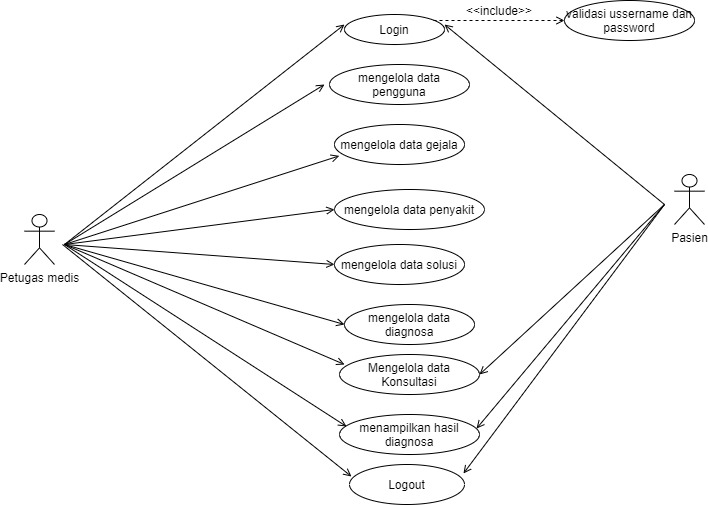 <<include>>
validasi ussername dan
password
Login
mengelola data
pengguna
mengelola data gejala
mengelola data penyakit
Petugas medis
Pasien
mengelola data solusi
mengelola data
diagnosa
Mengelola data
Konsultasi
menampilkan hasil
diagnosa
Logout